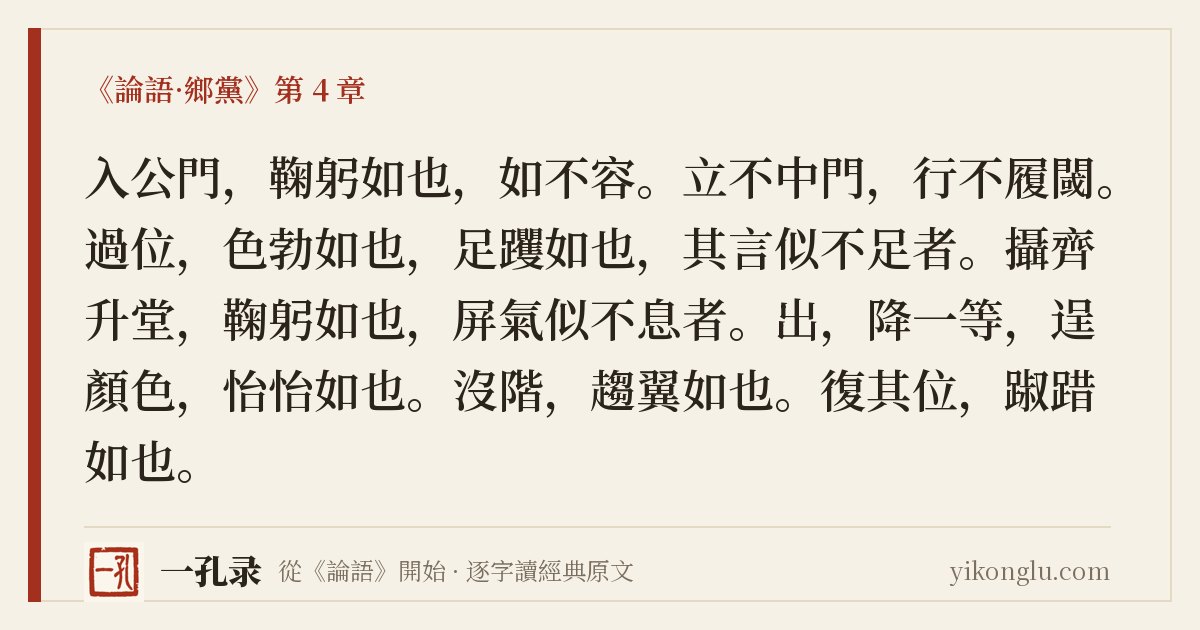 《論語·鄉黨》第 4 章
入公門，鞠躬如也，如不容。立不中門，行不履閾。
過位，色勃如也，足躩如也，其言似不足者。攝齊
升堂，鞠躬如也，屏氣似不息者。出，降一等，逞
顏色，怡怡如也。沒階，趨翼如也。復其位，踧踖
如也。
一孔 一孔录 從《論語》開始 · 逐字讀經典原文 yikonglu.com